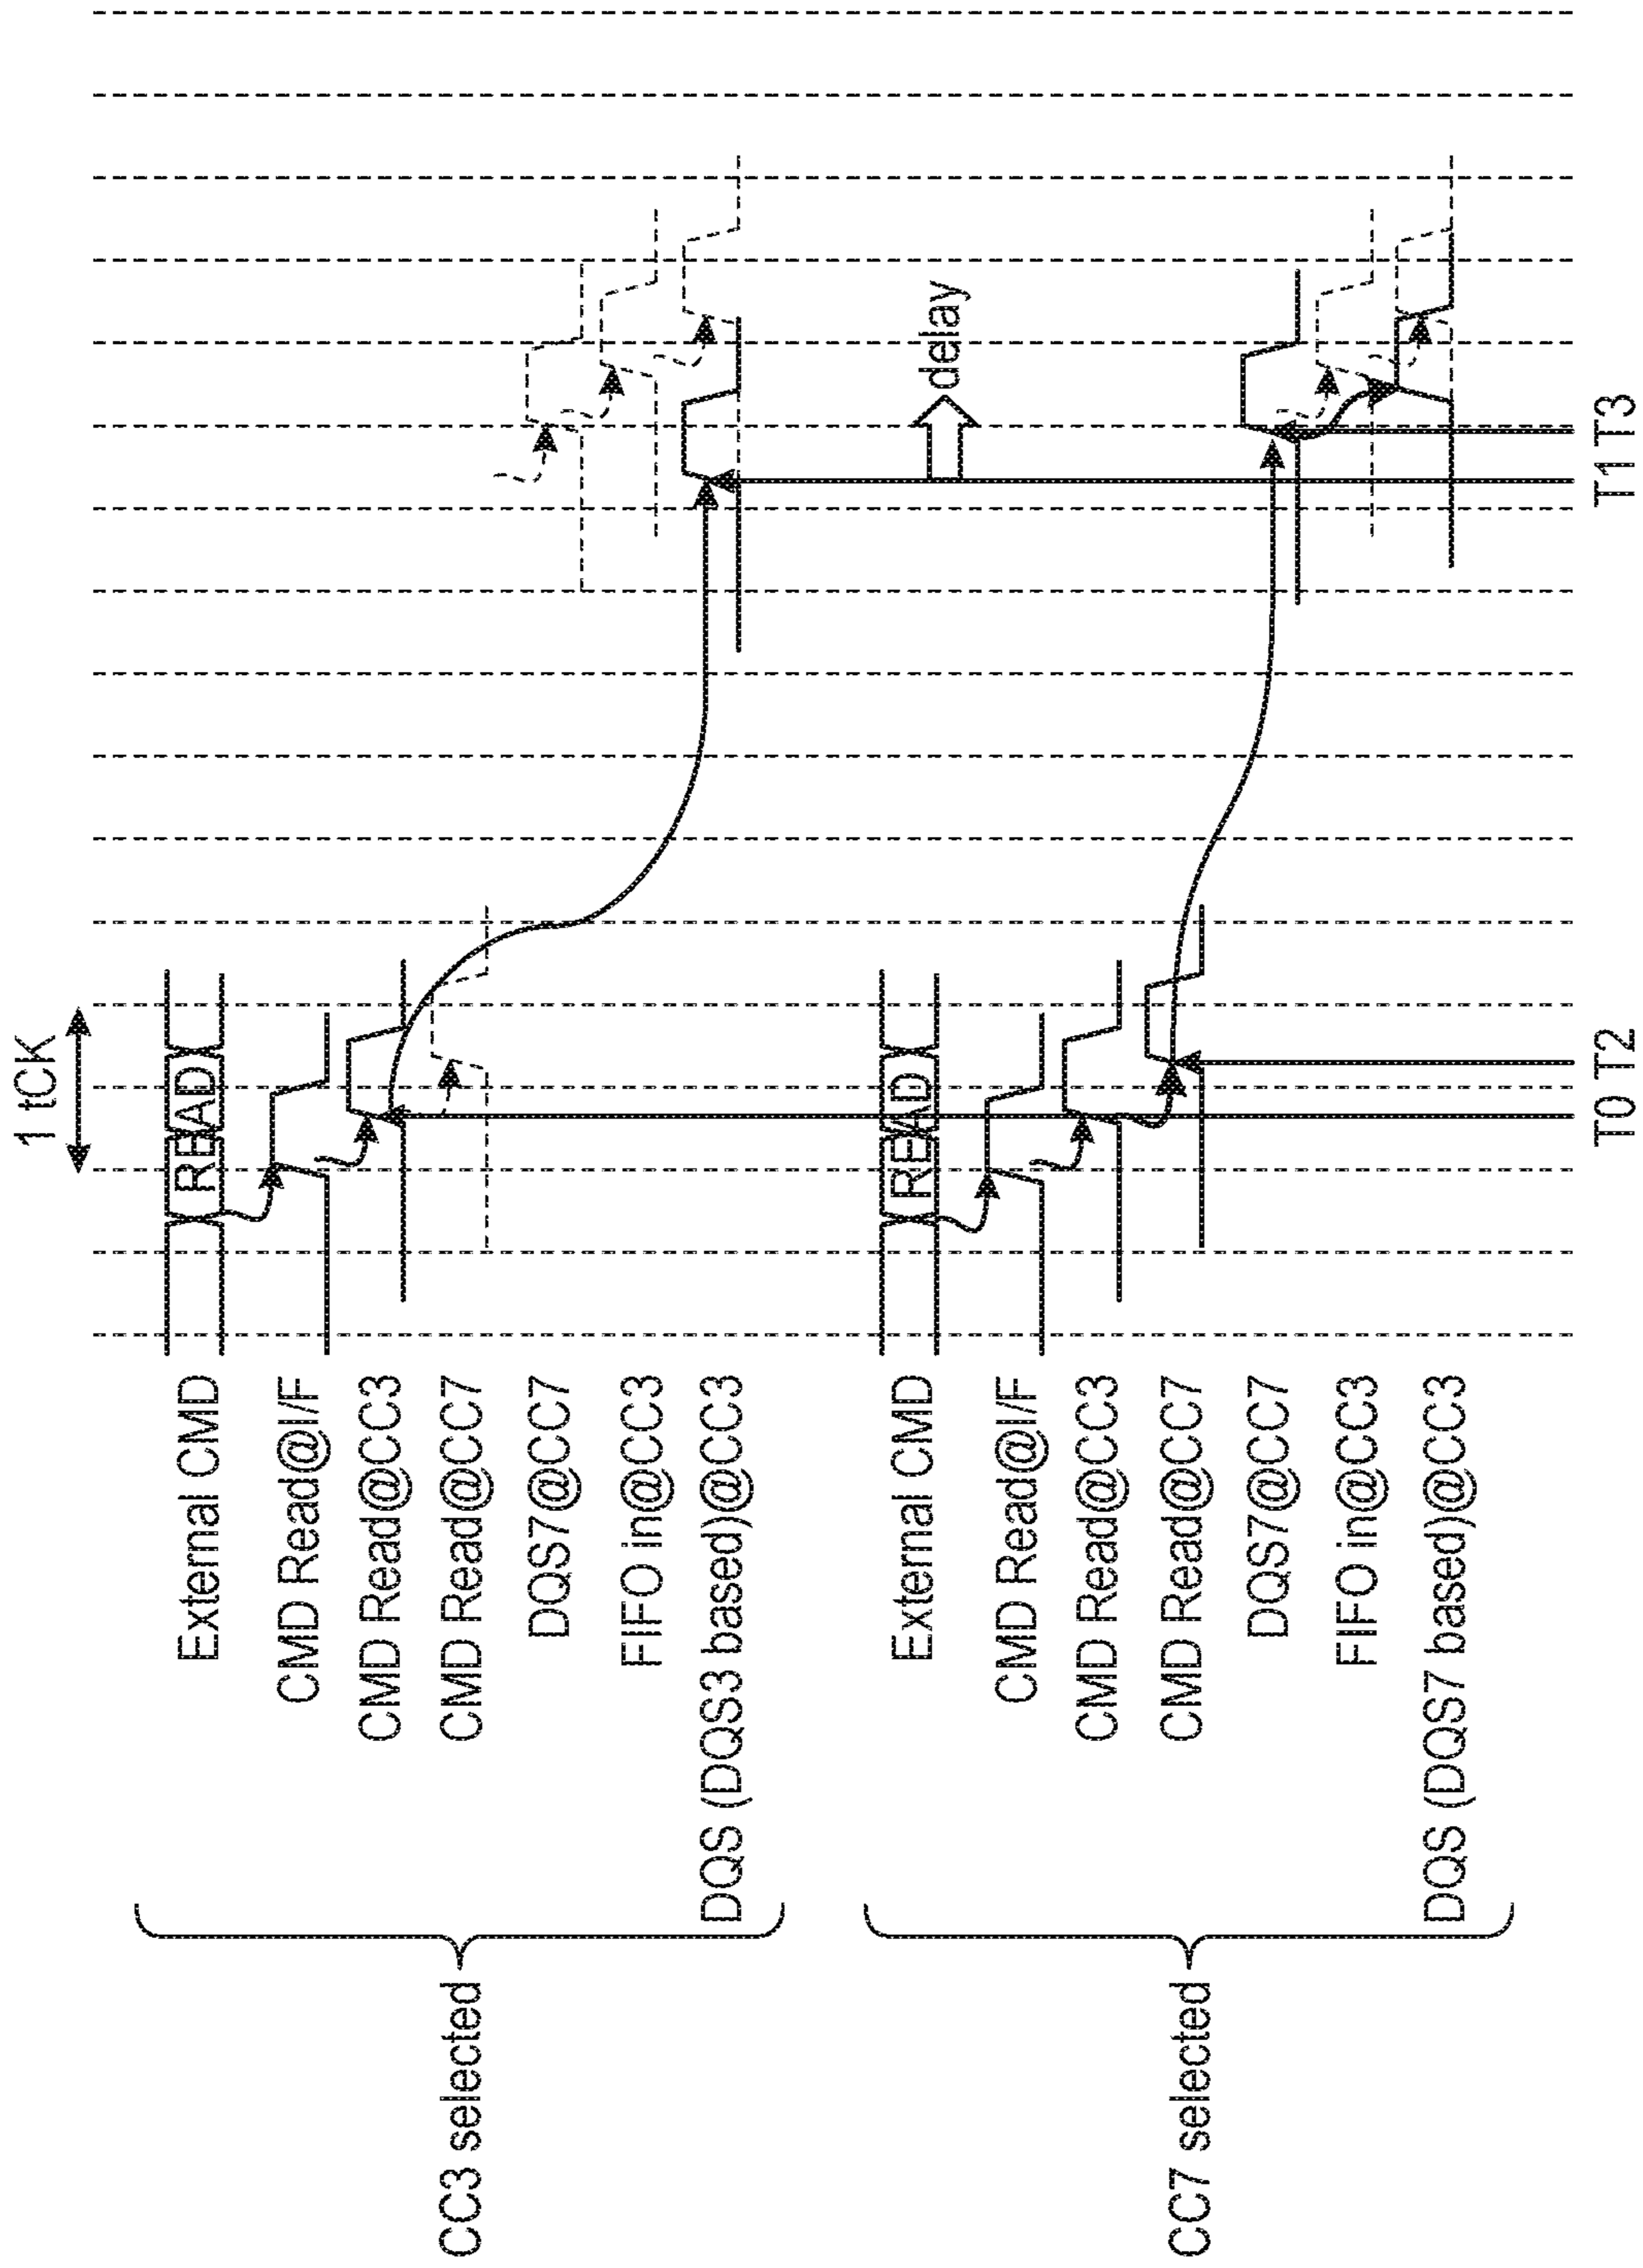 1 tCK
CC3 selected
External CMD
READ
CMD Read@I/F
CMD Read@CC3
CMD Read@CC7
DQS7@CC7
FIFO in@CC3
DQS (DQS3 based)@CC3
delay
CC7 selected
External CMD
READ
CMD Read@I/F
CMD Read@CC3
CMD Read@CC7
DQS7@CC7
FIFO in@CC3
DQS (DQS7 based)@CC3
T0 T2 T1 T3